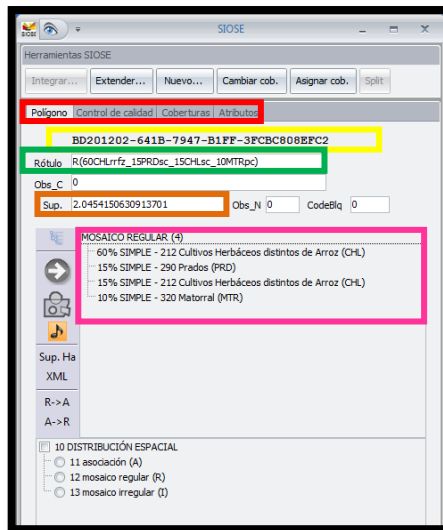 SIOSE
SIOSE
Herramientas SIOSE
Integrar... Extender... Nuevo... Cambiar cob. Asignar cob. Split
Polígono Control de calidad Coberturas Atributos
BD201202-641B-7947-B1FF-3FCBC808EFC2
Rótulo R(60CHLrrfz_15PRDsc_15CHLsc_10MTRpc)
Obs_C 0
Sup. 2.0454150630913701 Obs_N 0 CodeBlq 0
MOSAICO REGULAR (4)
60% SIMPLE - 212 Cultivos Herbáceos distintos de Arroz (CHL)
15% SIMPLE - 290 Prados (PRD)
15% SIMPLE - 212 Cultivos Herbáceos distintos de Arroz (CHL)
10% SIMPLE - 320 Matorral (MTR)
Sup. Ha
XML
R->A
A->R
10 DISTRIBUCIÓN ESPACIAL
11 asociación (A)
12 mosaico regular (R)
13 mosaico irregular (I)